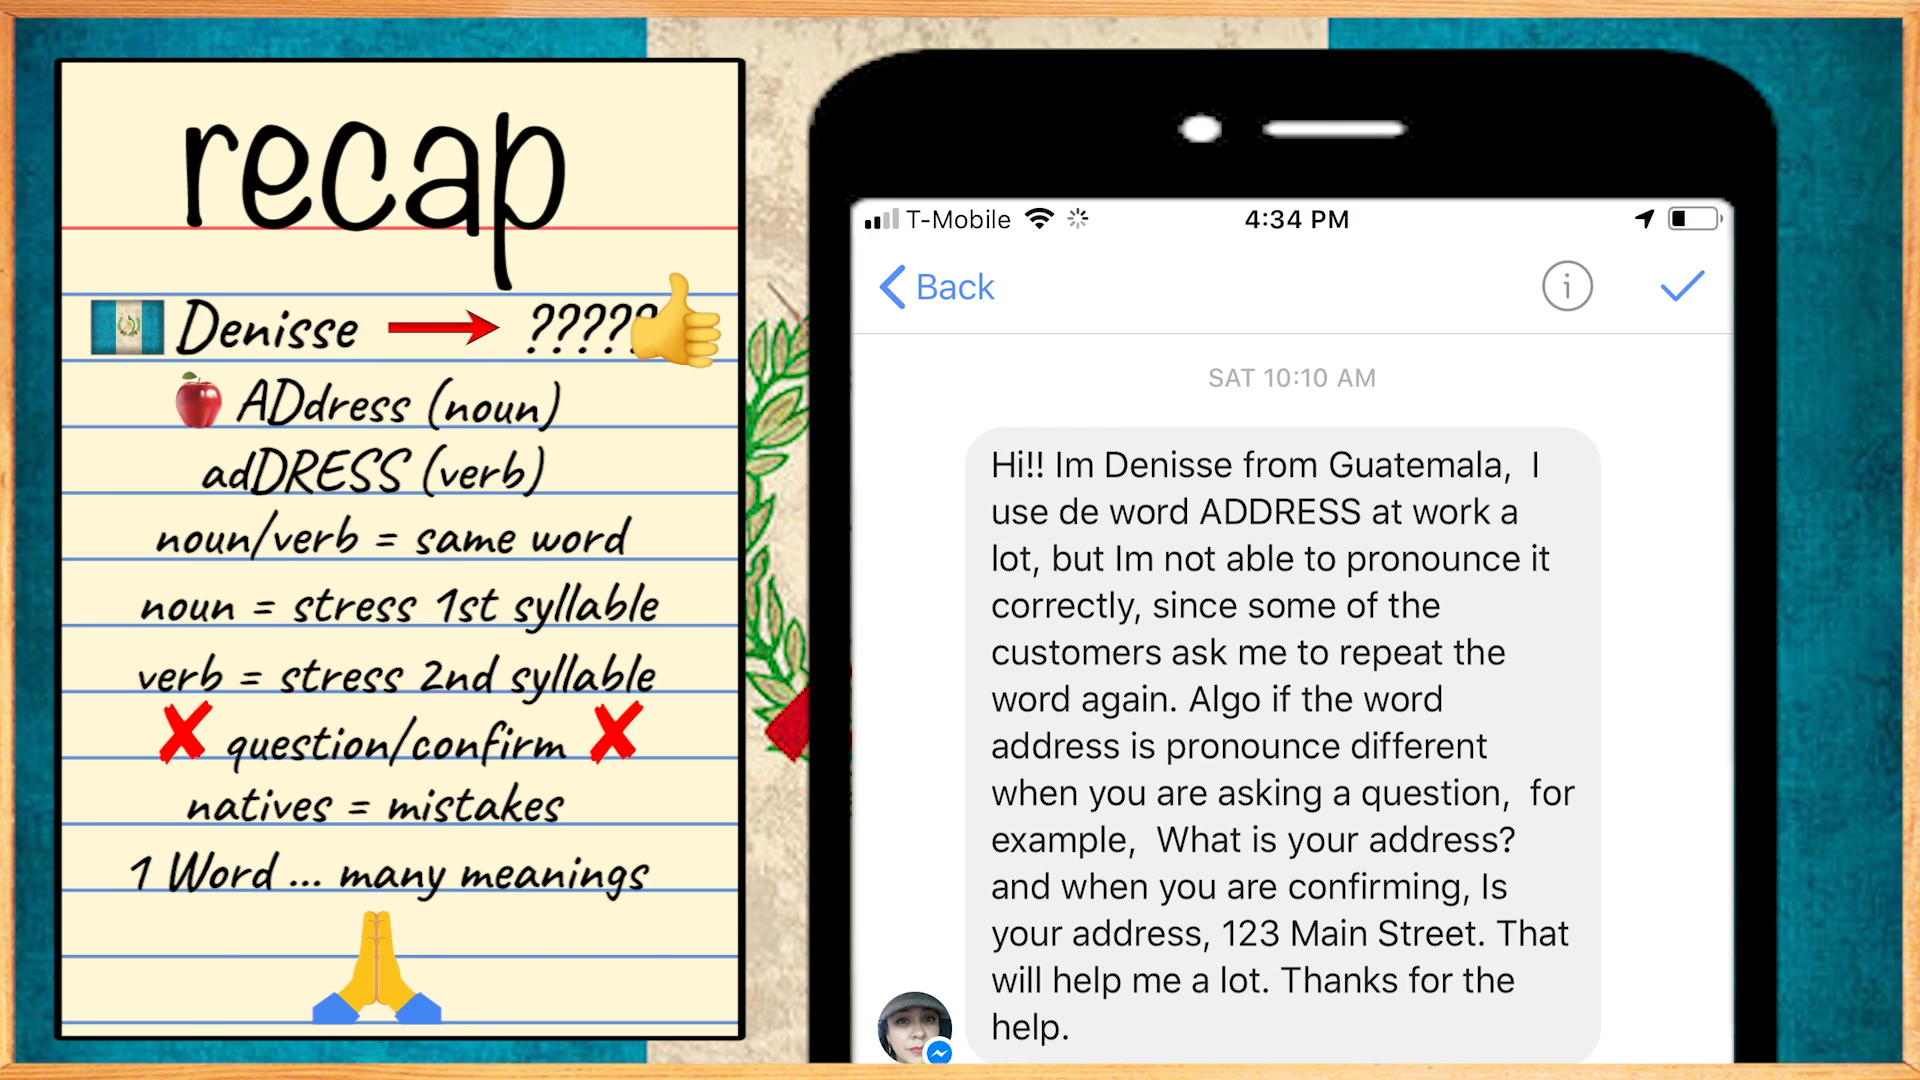 recap
Denisse ?????
ADdress (noun)
adDRESS (verb)
noun/verb = same word
noun = stress 1st syllable
verb = stress 2nd syllable
question/confirm
natives = mistakes
1 Word ... many meanings
T-Mobile 4:34 PM
Back
SAT 10:10 AM
Hi!! Im Denisse from Guatemala, I
use de word ADDRESS at work a
lot, but Im not able to pronounce it
correctly, since some of the
customers ask me to repeat the
word again. Algo if the word
address is pronounce different
when you are asking a question, for
example, What is your address?
and when you are confirming, Is
your address, 123 Main Street. That
will help me a lot. Thanks for the
help.